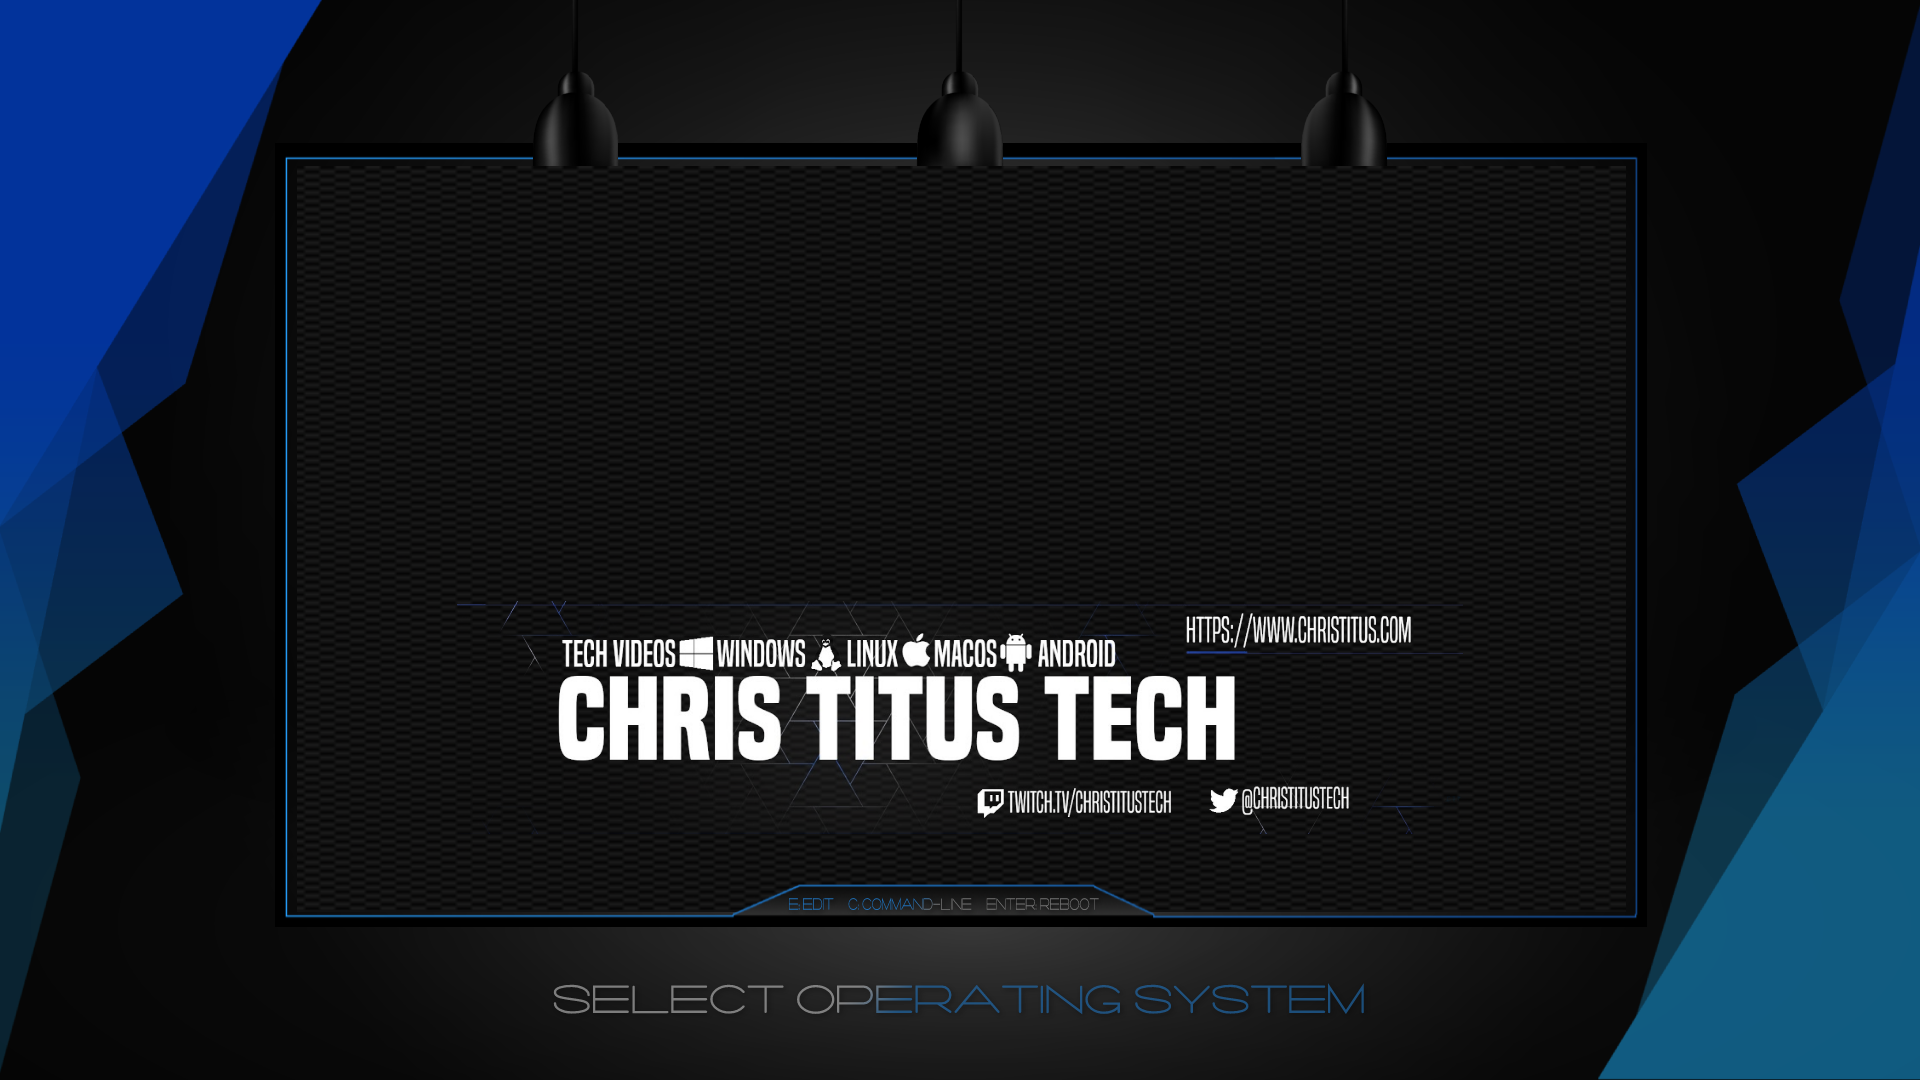 HTTPS://WWW.CHRISTITUS.COM
TECH VIDEOS WINDOWS LINUX MACOS ANDROID
CHRIS TITUS TECH
TWITCH.TV/CHRISTITUSTECH @CHRISTITUSTECH
E: EDIT C: COMMAND-LINE ENTER: REBOOT
SELECT OPERATING SYSTEM